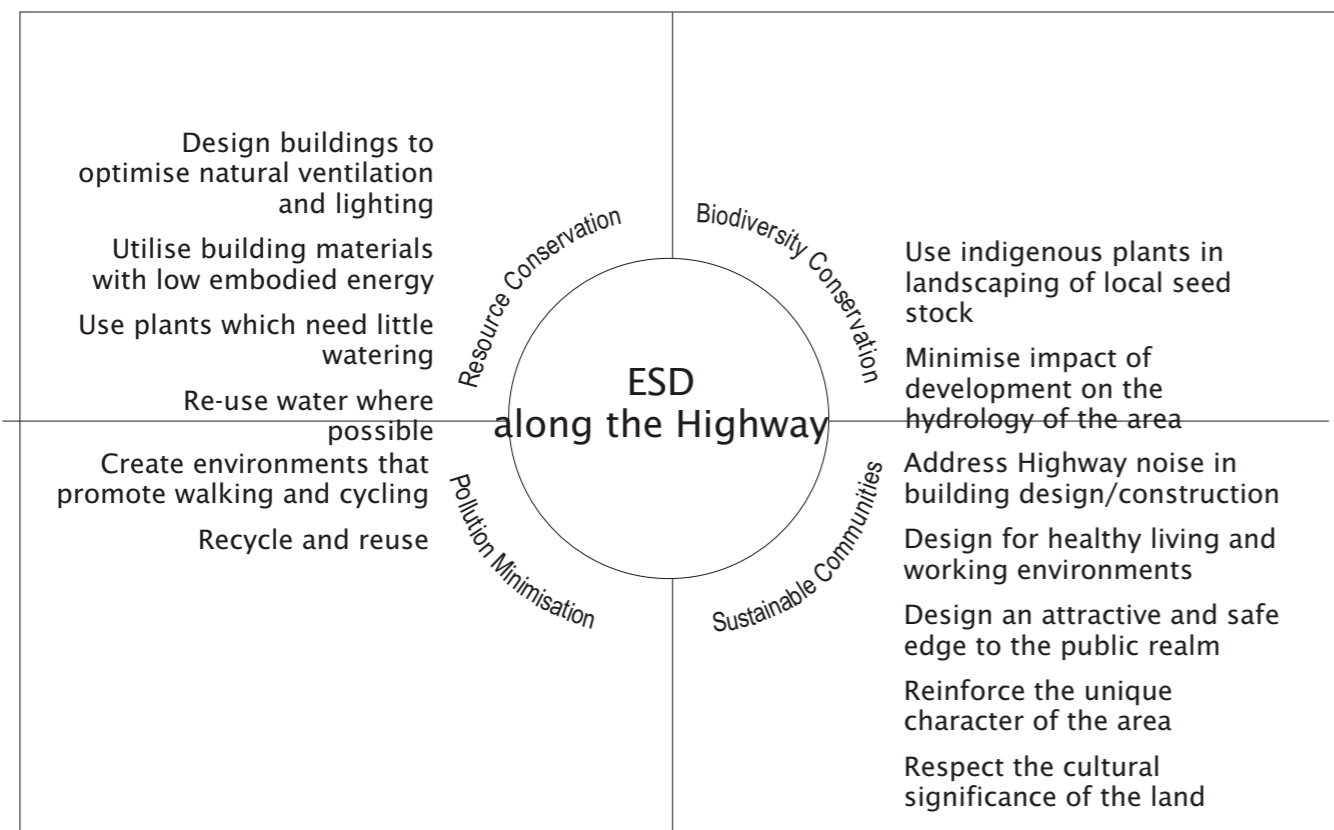 Design buildings to
optimise natural ventilation
and lighting
Utilise building materials
with low embodied energy
Use plants which need little
watering
Re-use water where
possible
Resource Conservation
Biodiversity Conservation
Use indigenous plants in
landscaping of local seed
stock
Minimise impact of
development on the
hydrology of the area
ESD
along the Highway
Create environments that
promote walking and cycling
Recycle and reuse
Pollution Minimisation
Sustainable Communities
Address Highway noise in
building design/construction
Design for healthy living and
working environments
Design an attractive and safe
edge to the public realm
Reinforce the unique
character of the area
Respect the cultural
significance of the land